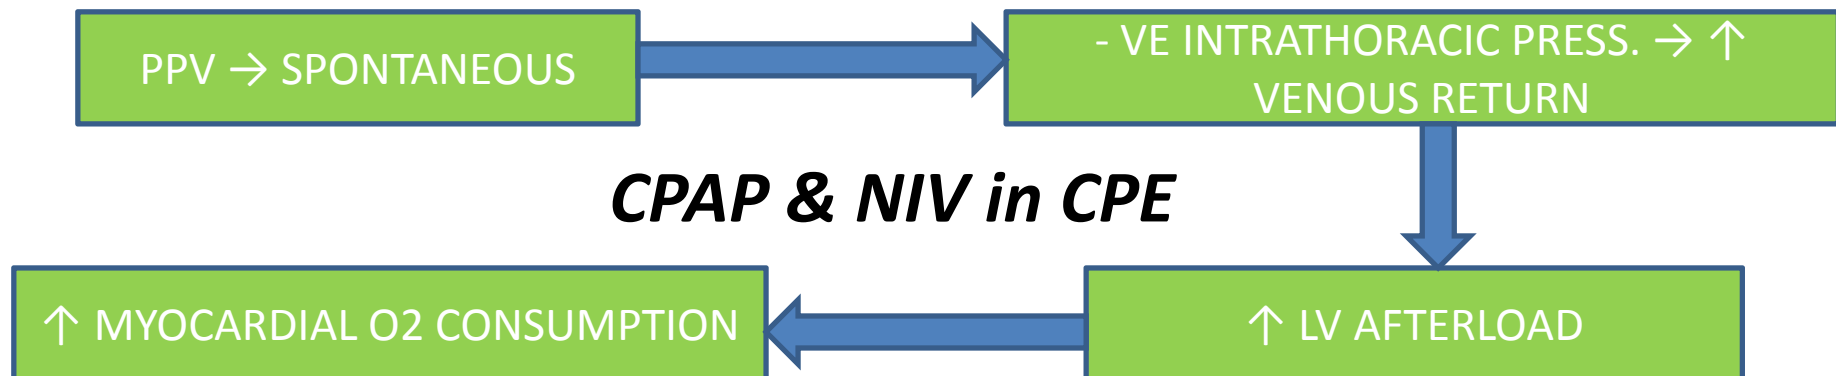 PPV → SPONTANEOUS
- VE INTRATHORACIC PRESS. → ↑
VENOUS RETURN
CPAP & NIV in CPE
↑ MYOCARDIAL O2 CONSUMPTION
↑ LV AFTERLOAD